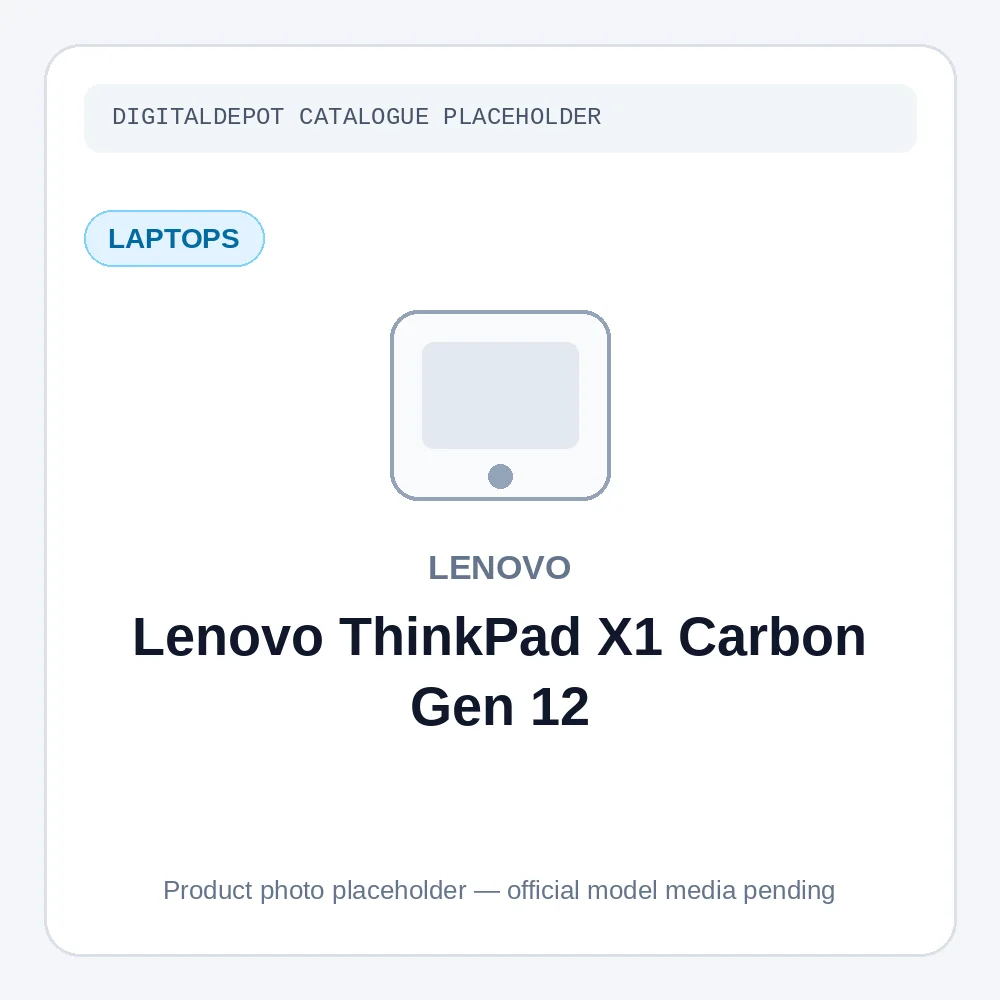 DIGITALDEPOT CATALOGUE PLACEHOLDER
LAPTOPS
LENOVO
Lenovo ThinkPad X1 Carbon
Gen 12
Product photo placeholder — official model media pending